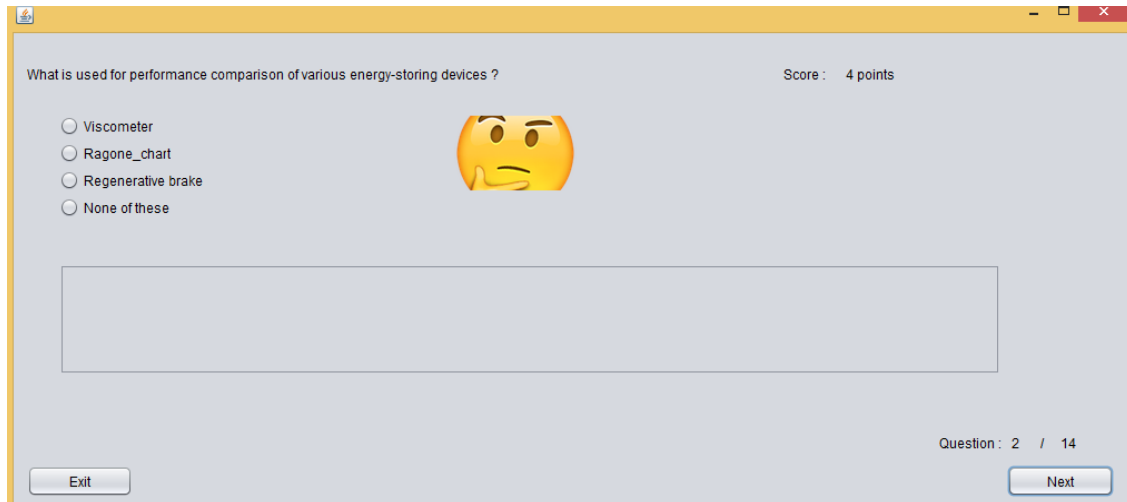 What is used for performance comparison of various energy-storing devices ?
Score : 4 points
Viscometer
Ragone_chart
Regenerative brake
None of these
Question : 2 / 14
Exit
Next